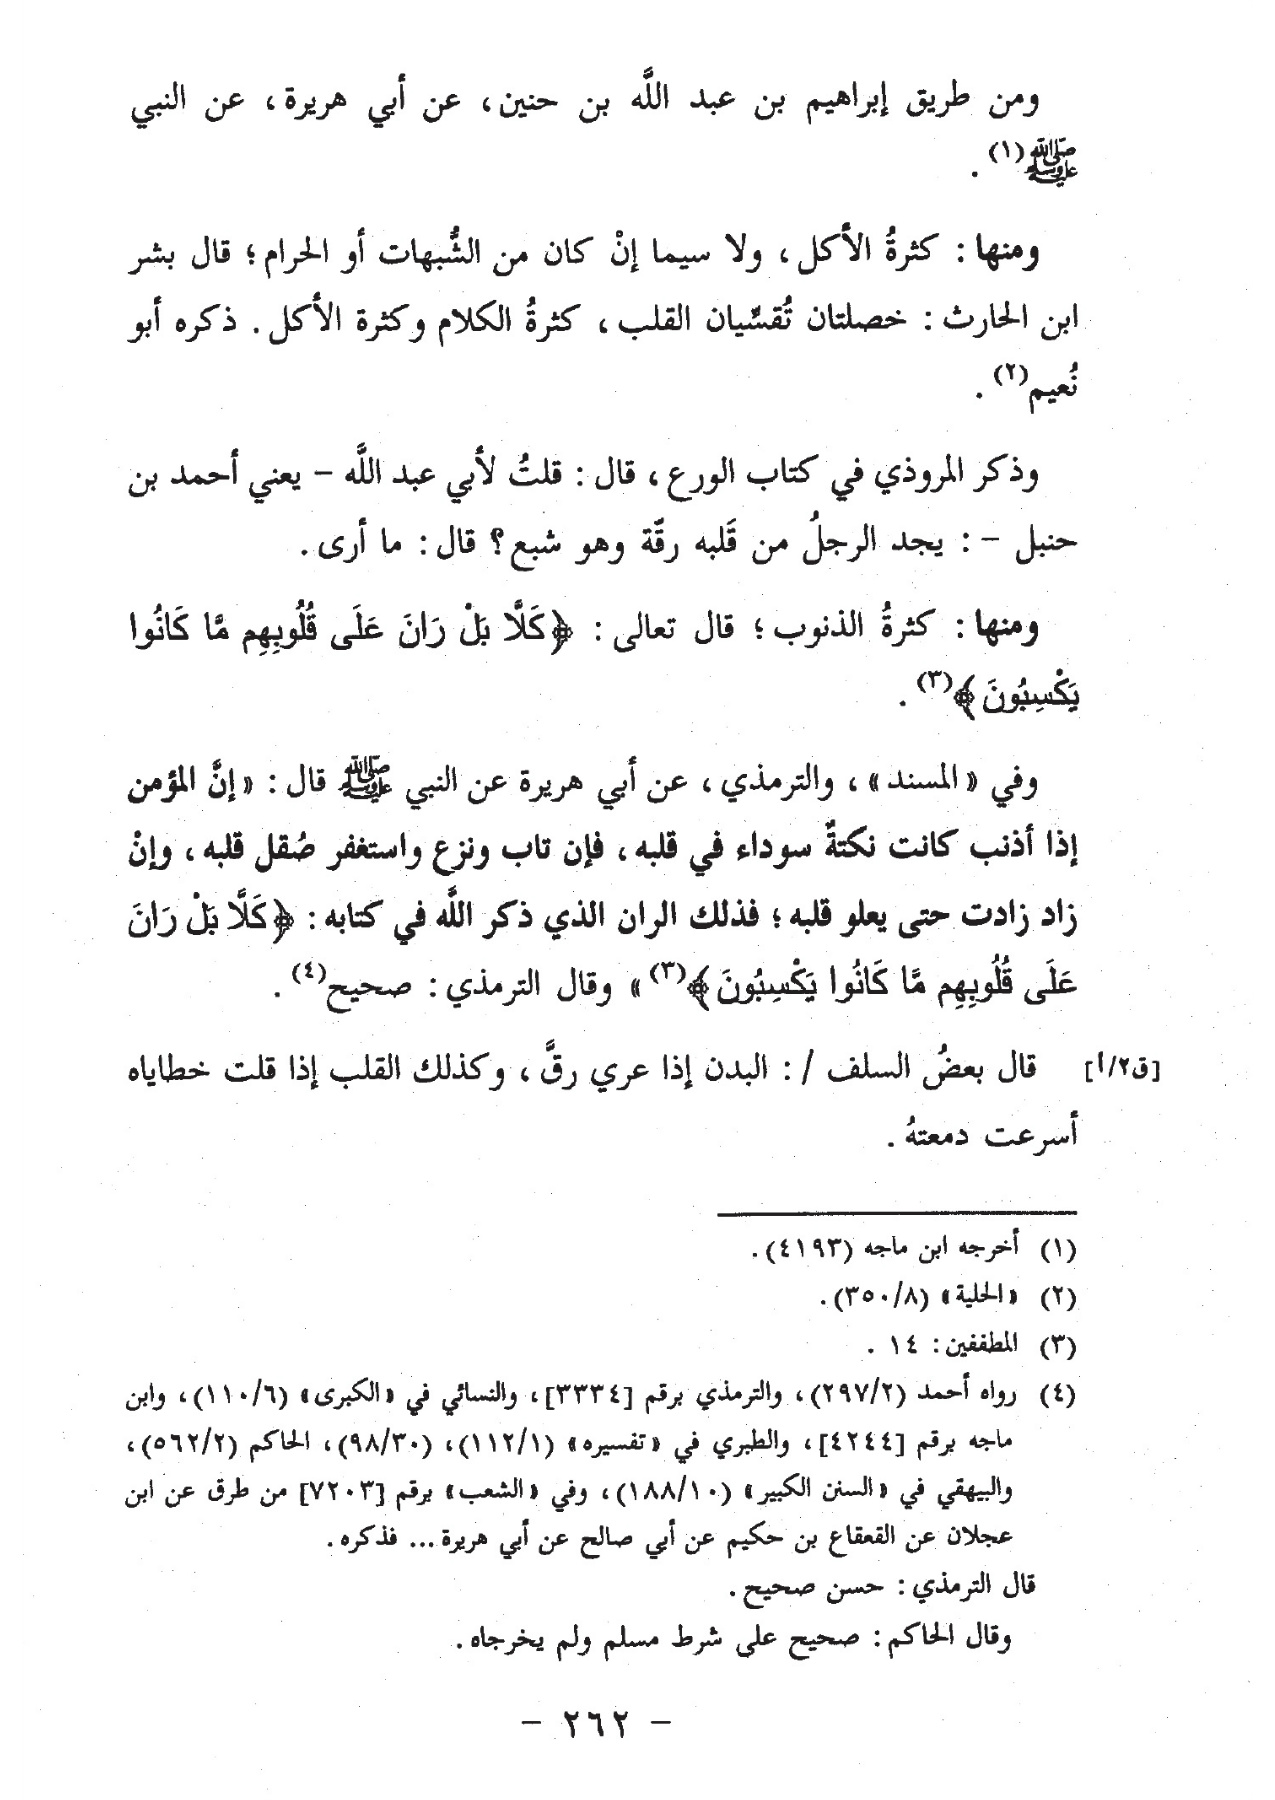 ومن طريق إبراهيم بن عبد اللَّه بن حنين، عن أبي هريرة، عن النبي
ﷺ(١).
ومنها: كثرةُ الأكل، ولا سيما إنْ كان من الشُّبهات أو الحرام؛ قال بشر
ابن الحارث: خصلتان تُقسِّيان القلب، كثرةُ الكلام وكثرة الأكل. ذكره أبو
نُعيم(٢).
وذكر المروذي في كتاب الورع، قال: قلتُ لأبي عبد اللَّه - يعني أحمد بن
حنبل -: يجد الرجلُ من قَلبه رقَّة وهو شبع؟ قال: ما أرى.
ومنها: كثرةُ الذنوب؛ قال تعالى: ﴿كَلَّا بَلْ رَانَ عَلَى قُلُوبِهِم مَّا كَانُوا
يَكْسِبُونَ﴾(٣).
وفي «المسند»، والترمذي، عن أبي هريرة عن النبي ﷺ قال: «إنَّ المؤمن
إذا أذنب كانت نكتةٌ سوداء في قلبه، فإن تاب ونزع واستغفر صُقل قلبه، وإنْ
زاد زادت حتى يعلو قلبه؛ فذلك الران الذي ذكر اللَّه في كتابه: ﴿كَلَّا بَلْ رَانَ
عَلَى قُلُوبِهِم مَّا كَانُوا يَكْسِبُونَ﴾(٣)» وقال الترمذي: صحيح(٤).
[ق٢/أ] قال بعضُ السلف /: البدن إذا عري رقَّ، وكذلك القلب إذا قلت خطاياه
أسرعت دمعتهُ.
(١) أخرجه ابن ماجه (٤١٩٣).
(٢) «الحلية» (٣٥٠/٨).
(٣) المطففين: ١٤.
(٤) رواه أحمد (٢٩٧/٢)، والترمذي برقم [٣٣٣٤]، والنسائي في «الكبرى» (١١٠/٦)، وابن
ماجه برقم [٤٢٤٤]، والطبري في «تفسيره» (١١٢/١)، (٩٨/٣٠)، الحاكم (٥٦٢/٢)،
والبيهقي في «السنن الكبير» (١٨٨/١٠)، وفي «الشعب» برقم [٧٢٠٣] من طرق عن ابن
عجلان عن القعقاع بن حكيم عن أبي صالح عن أبي هريرة... فذكره.
قال الترمذي: حسن صحيح.
وقال الحاكم: صحيح على شرط مسلم ولم يخرجاه.
- ٢٦٢ -